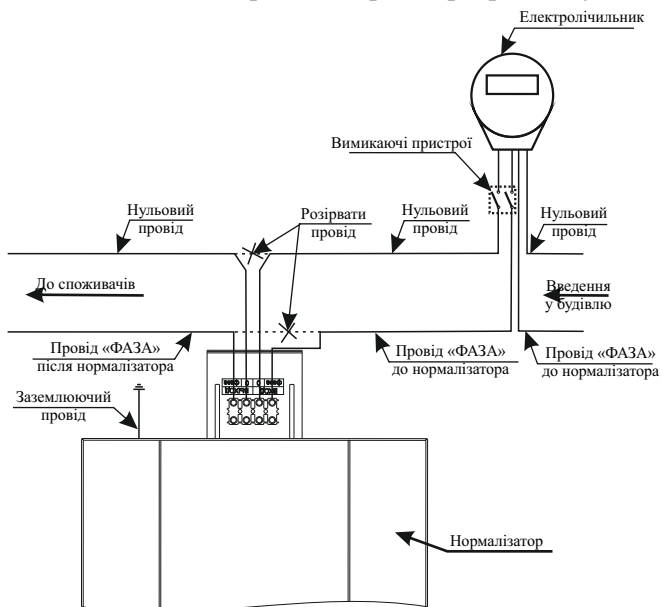 Електролічильник
Вимикаючі пристрої
Нульовий
провід
Розірвати
провід
Нульовий
провід
Нульовий
провід
До споживачів
Введення
у будівлю
Провід «ФАЗА»
після нормалізатора
Провід «ФАЗА»
до нормалізатора
Провід «ФАЗА»
до нормалізатора
Заземлюючий
провід
Нормалізатор